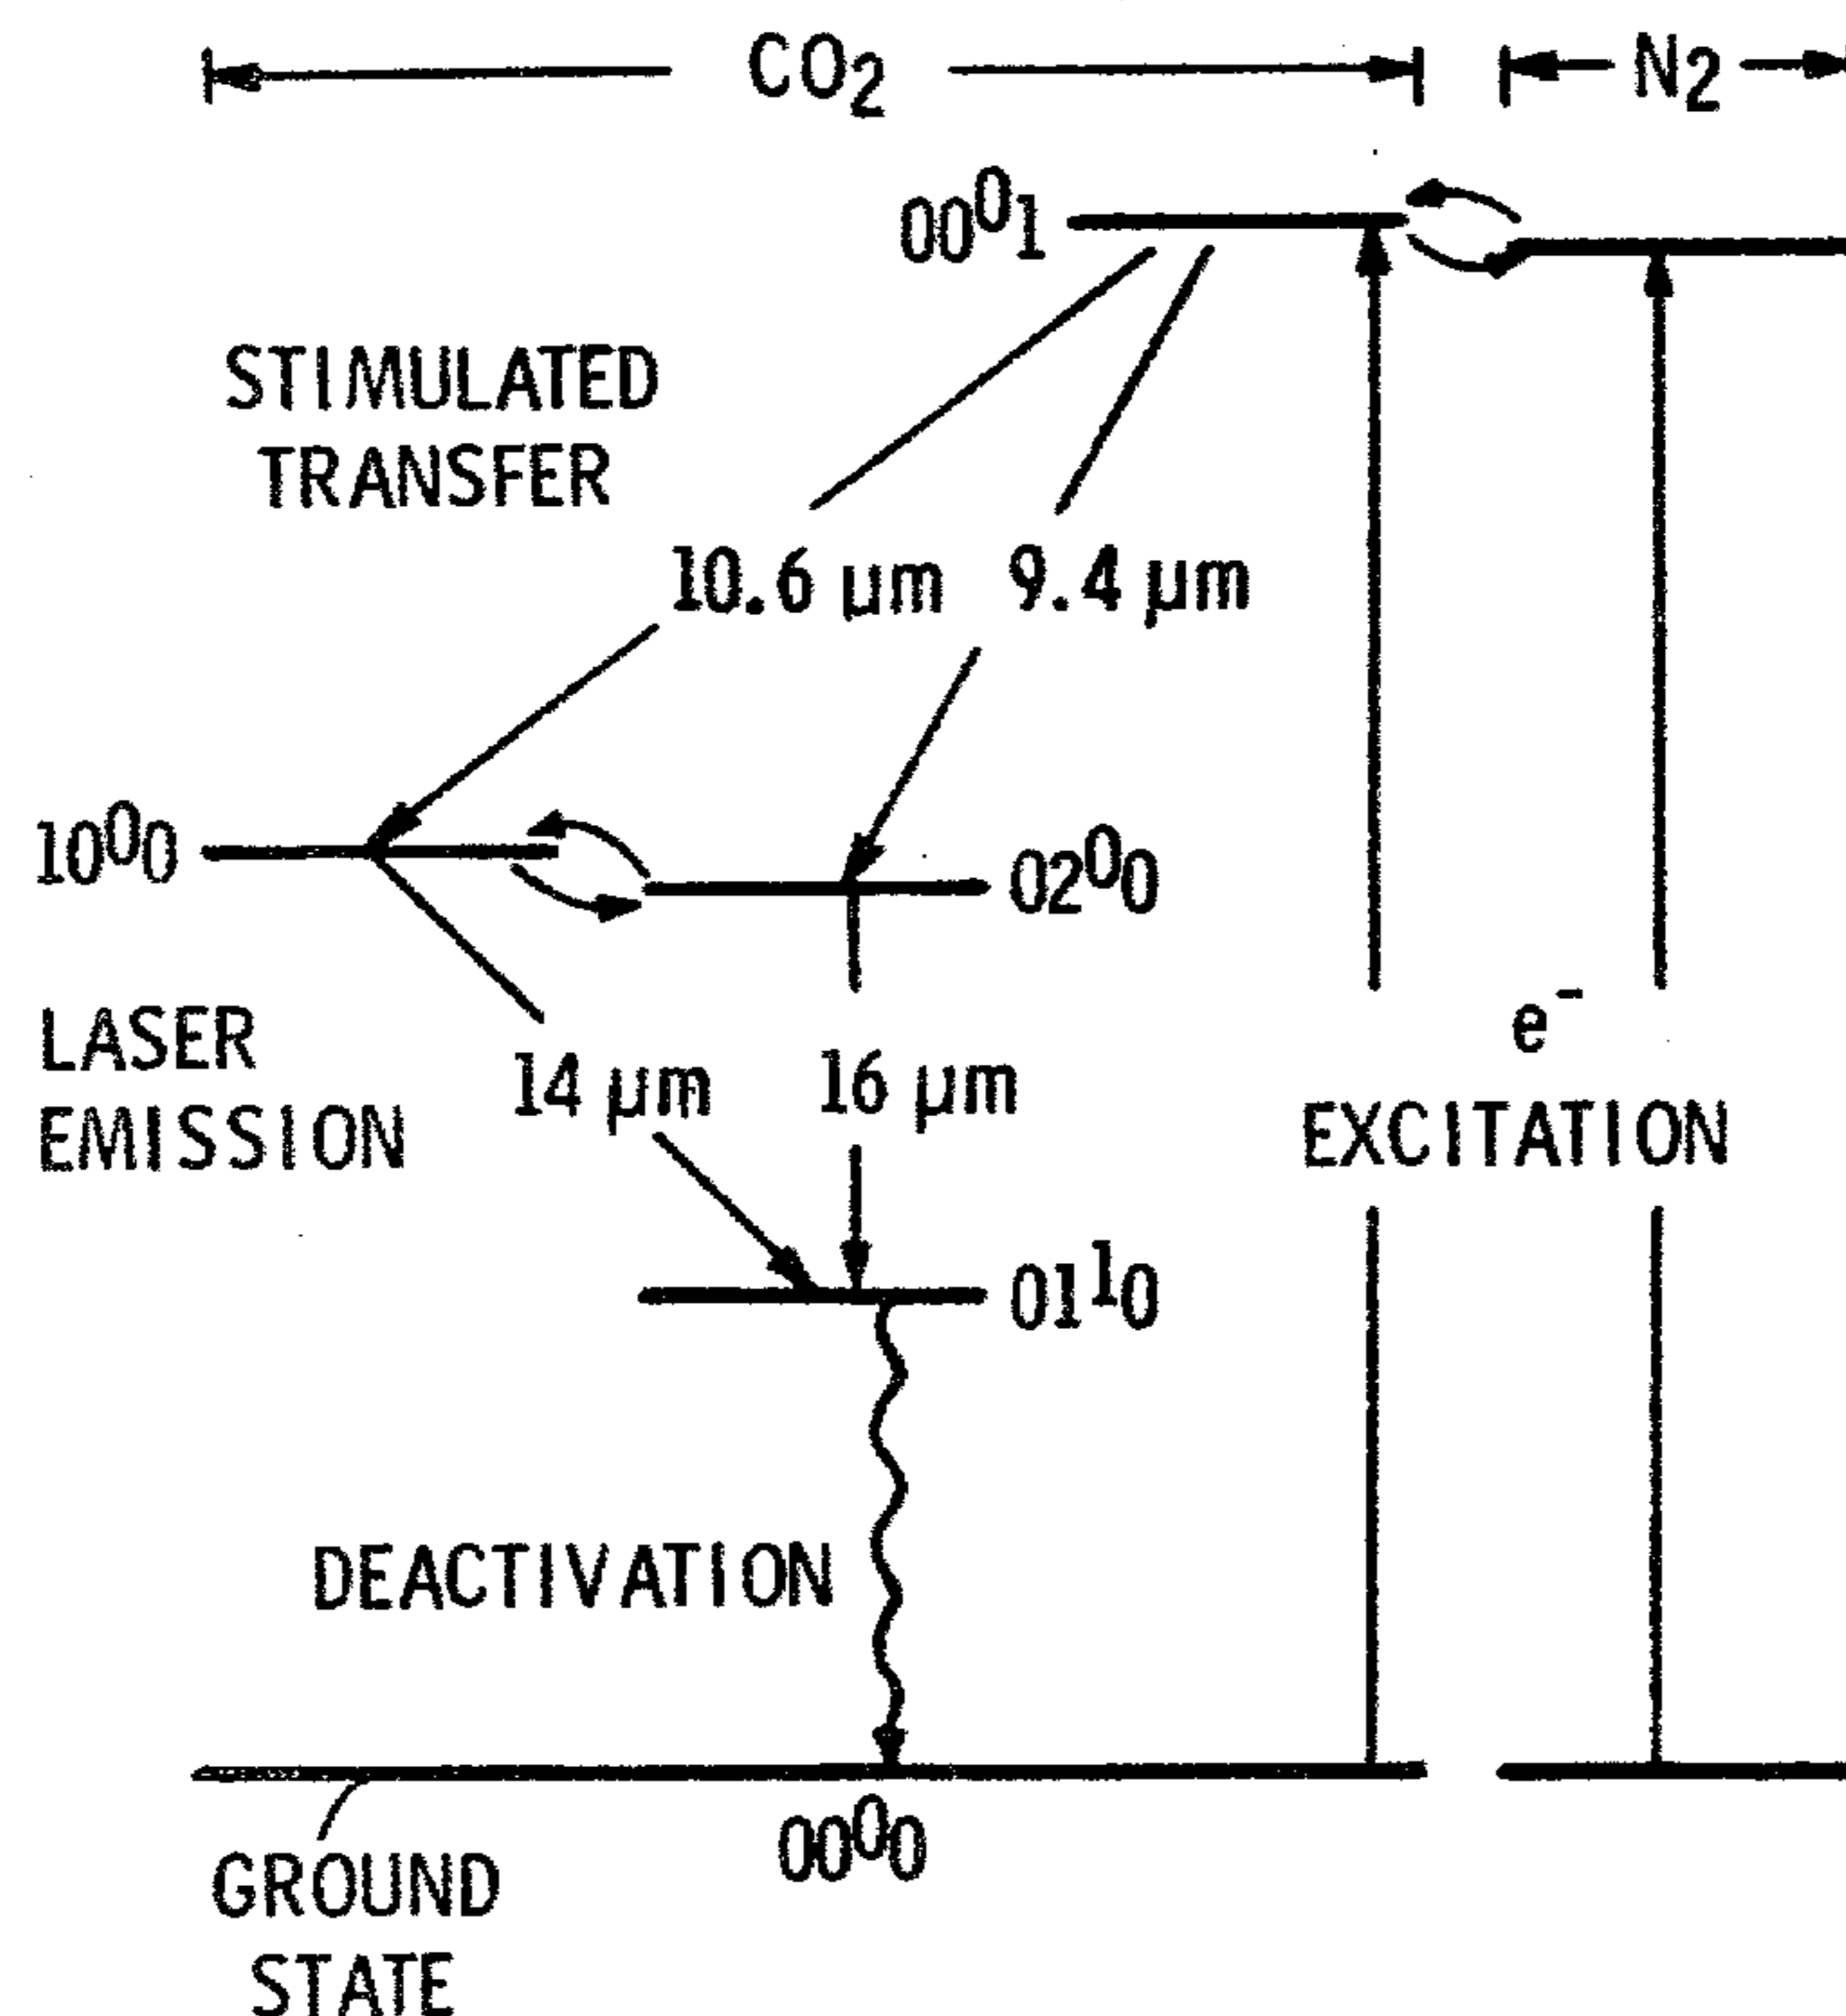 CO₂ N₂
00⁰1
STIMULATED
TRANSFER
10.6 µm 9.4 µm
10⁰0
02⁰0
LASER
EMISSION
14 µm 16 µm
e⁻
EXCITATION
01¹0
DEACTIVATION
00⁰0
GROUND
STATE